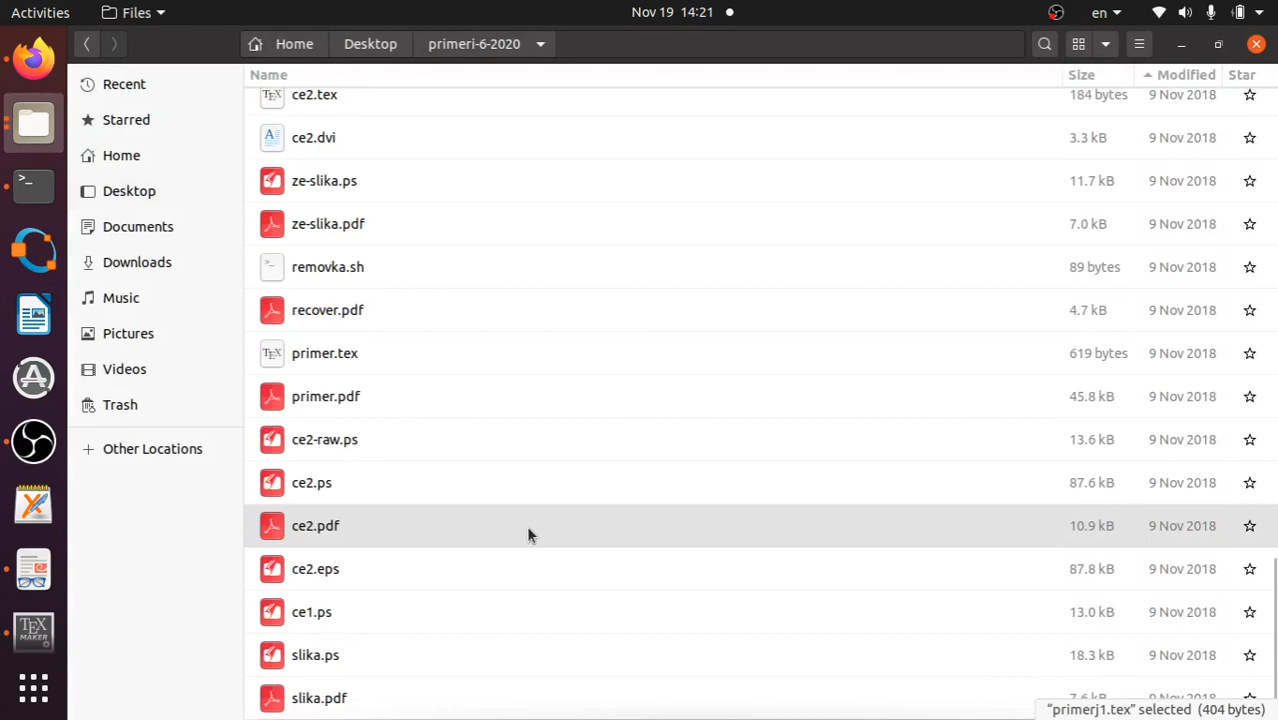 Activities Files Nov 19 14:21 en
Home Desktop primeri-6-2020
Name Size Modified Star
Recent
Starred
Home
Desktop
Documents
Downloads
Music
Pictures
Videos
Trash
Other Locations
ce2.tex 184 bytes 9 Nov 2018
ce2.dvi 3.3 kB 9 Nov 2018
ze-slika.ps 11.7 kB 9 Nov 2018
ze-slika.pdf 7.0 kB 9 Nov 2018
removka.sh 89 bytes 9 Nov 2018
recover.pdf 4.7 kB 9 Nov 2018
primer.tex 619 bytes 9 Nov 2018
primer.pdf 45.8 kB 9 Nov 2018
ce2-raw.ps 13.6 kB 9 Nov 2018
ce2.ps 87.6 kB 9 Nov 2018
ce2.pdf 10.9 kB 9 Nov 2018
ce2.eps 87.8 kB 9 Nov 2018
ce1.ps 13.0 kB 9 Nov 2018
slika.ps 18.3 kB 9 Nov 2018
slika.pdf
"primerj1.tex" selected (404 bytes)
TEX
MAKER